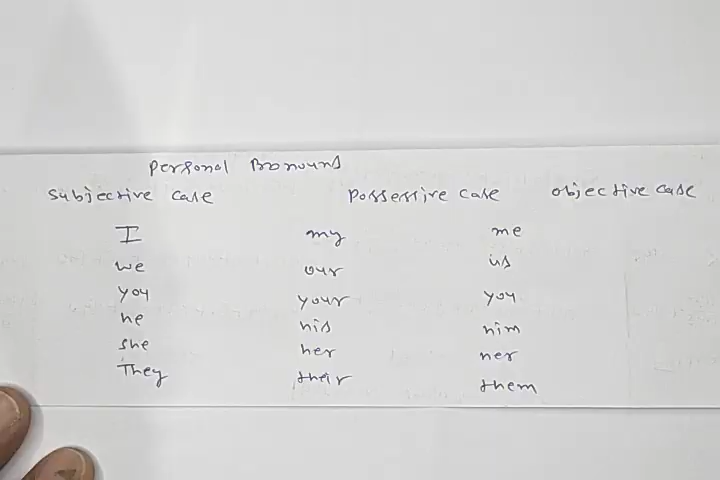 Personal Pronouns
Subjective Case Possessive Case Objective Case
I my me
we our us
you your you
he his him
she her her
They their them